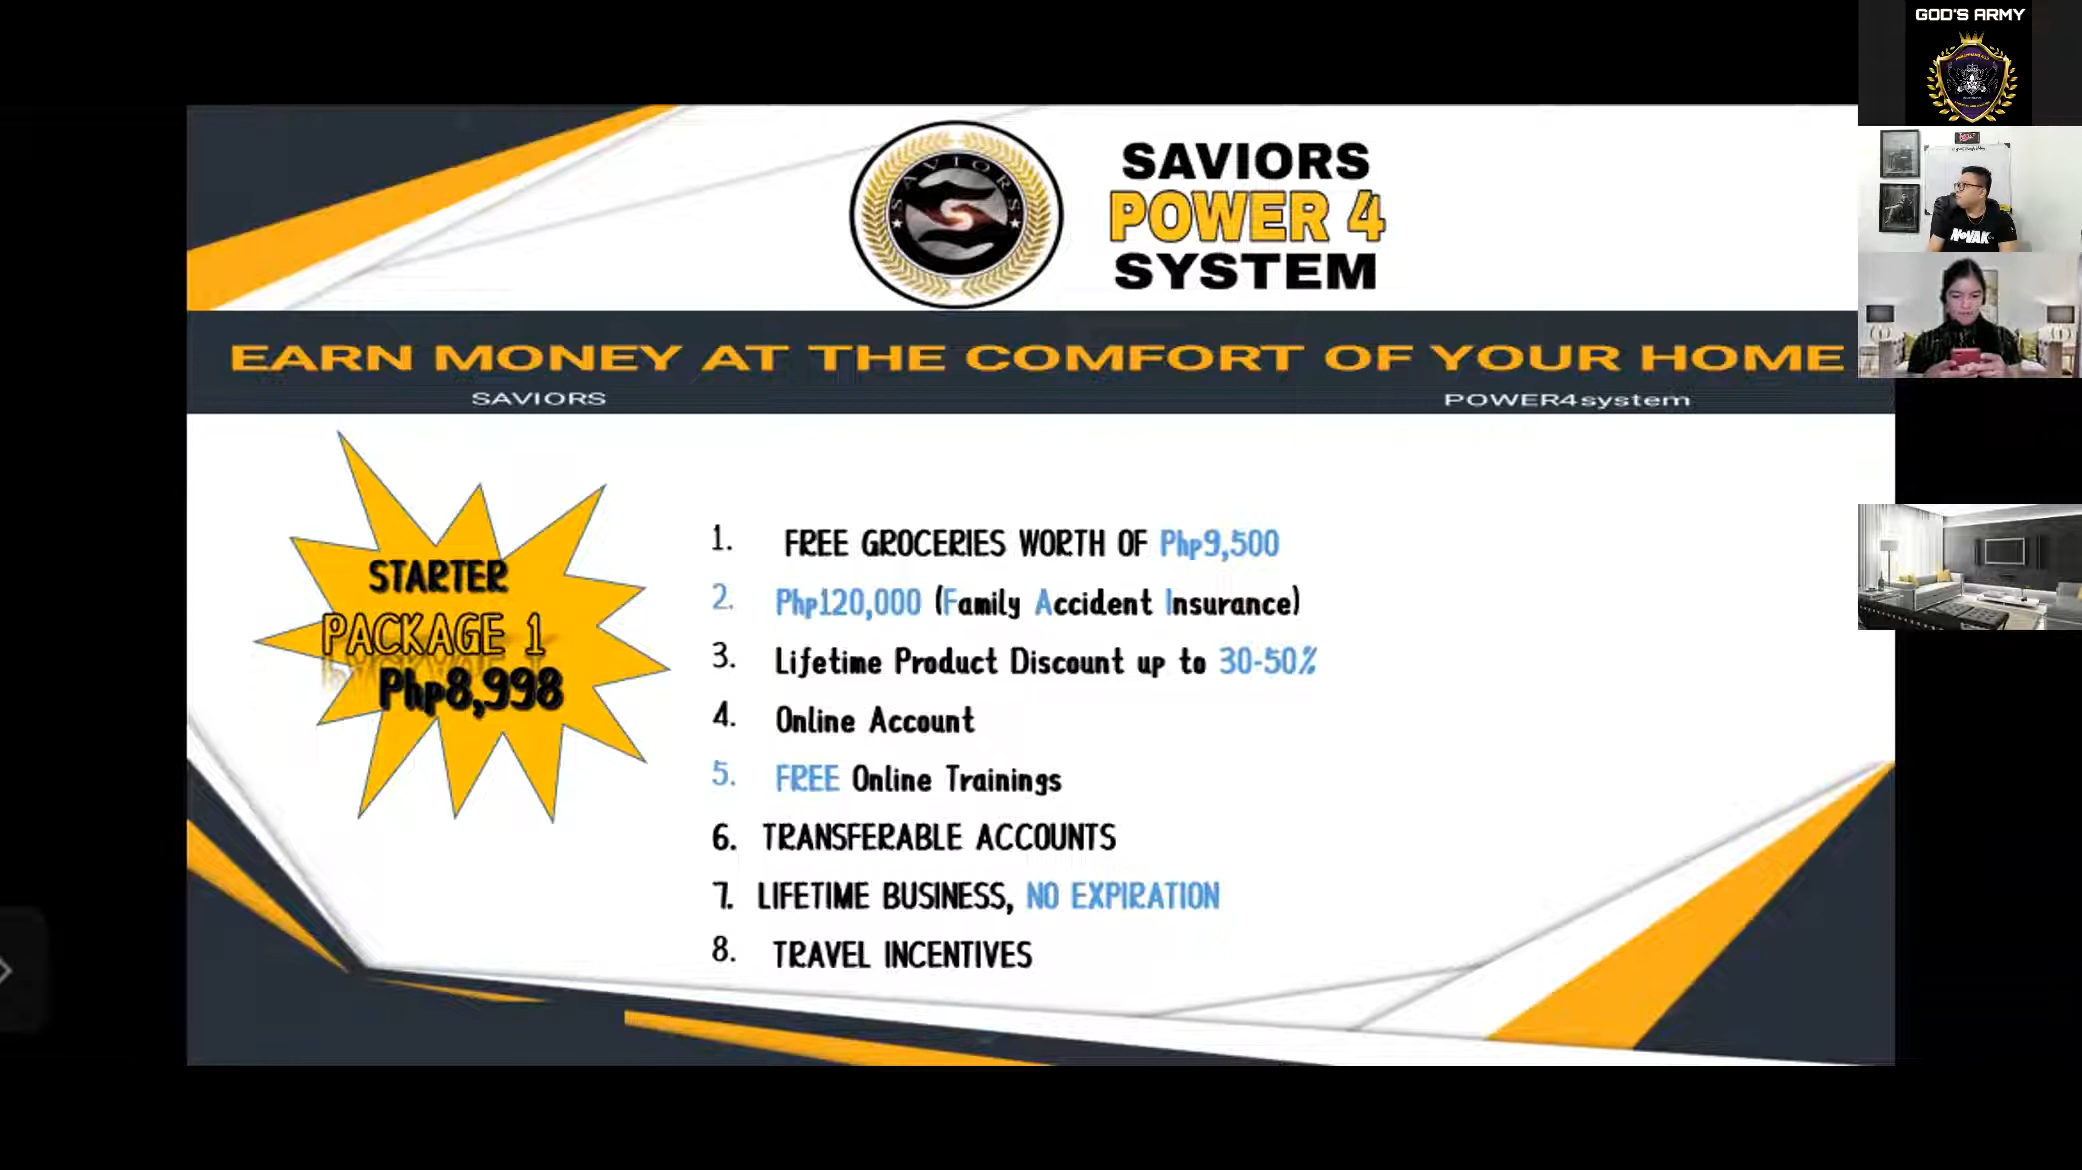 GOD'S ARMY
SAVIORS
SAVIORS
POWER 4
SYSTEM
NOVAK
EARN MONEY AT THE COMFORT OF YOUR HOME
SAVIORS
POWER4system
STARTER
PACKAGE 1
Php8,998
1. FREE GROCERIES WORTH OF Php9,500
2. Php120,000 (Family Accident Insurance)
3. Lifetime Product Discount up to 30-50%
4. Online Account
5. FREE Online Trainings
6. TRANSFERABLE ACCOUNTS
7. LIFETIME BUSINESS, NO EXPIRATION
8. TRAVEL INCENTIVES